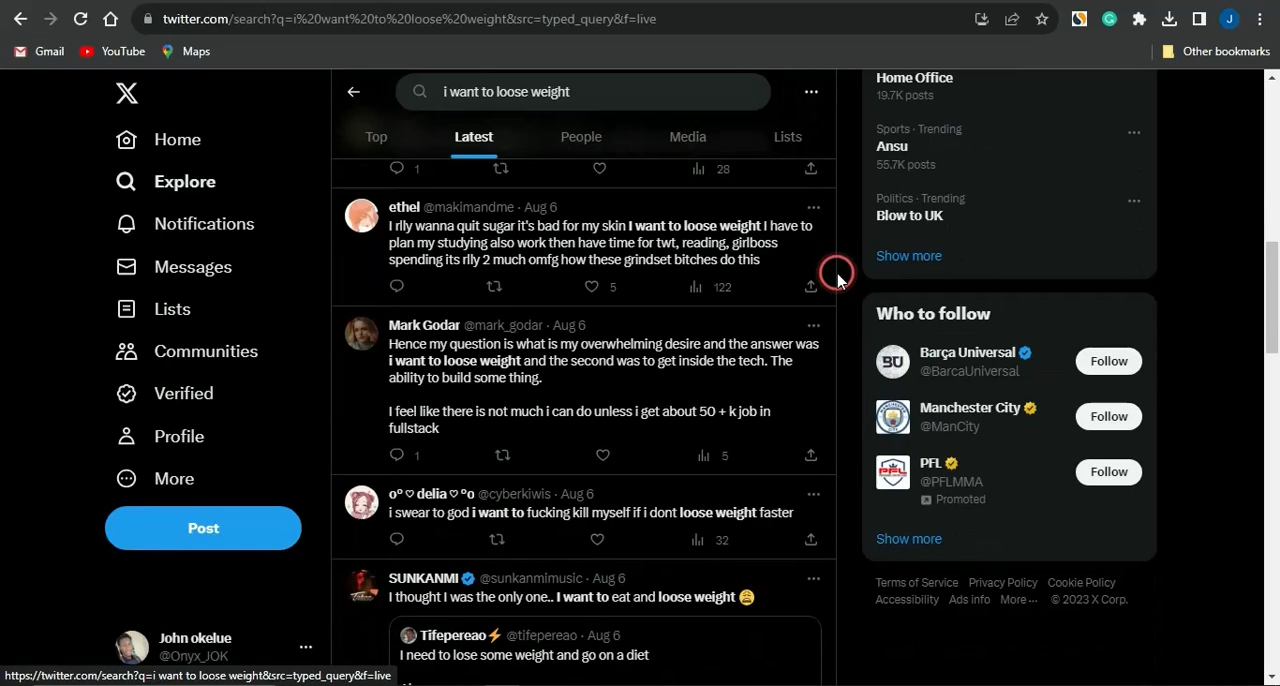 twitter.com/search?q=i%20want%20to%20loose%20weight&src=typed_query&f=live
J
Gmail
YouTube
Maps
Other bookmarks
X
Home
Explore
Notifications
Messages
Lists
Communities
Verified
Profile
More
Post
John okelue
@Onyx_JOK
i want to loose weight
Top
Latest
People
Media
Lists
1
28
ethel @makimandme · Aug 6
I rlly wanna quit sugar it's bad for my skin I want to loose weight I have to
plan my studying also work then have time for twt, reading, girlboss
spending its rlly 2 much omfg how these grindset bitches do this
5
122
Mark Godar @mark_godar · Aug 6
Hence my question is what is my overwhelming desire and the answer was
i want to loose weight and the second was to get inside the tech. The
ability to build some thing.
I feel like there is not much i can do unless i get about 50 + k job in
fullstack
1
5
o° ♡ delia ♡ °o @cyberkiwis · Aug 6
i swear to god i want to fucking kill myself if i dont loose weight faster
32
SUNKANMI @sunkanmimusic · Aug 6
I thought I was the only one.. I want to eat and loose weight 😩
Tifepereao⚡ @tifepereao · Aug 6
I need to lose some weight and go on a diet
Home Office
19.7K posts
Sports · Trending
Ansu
55.7K posts
Politics · Trending
Blow to UK
Show more
Who to follow
BU
Barça Universal
@BarcaUniversal
Follow
Manchester City
@ManCity
Follow
PFL
@PFLMMA
Promoted
Follow
Show more
Terms of Service Privacy Policy Cookie Policy
Accessibility Ads info More ··· © 2023 X Corp.
https://twitter.com/search?q=i want to loose weight&src=typed_query&f=live